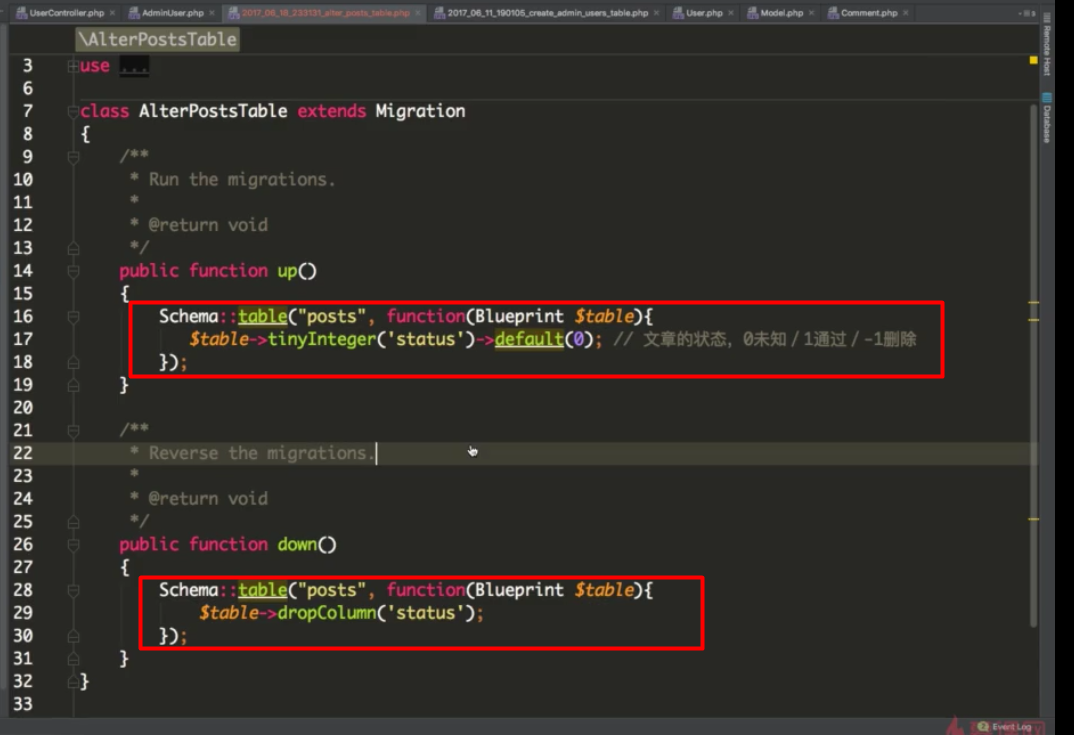 UserController.php × AdminUser.php × 2017_06_18_233131_alter_posts_table.php × 2017_06_11_190105_create_admin_users_table.php × User.php × Model.php × Comment.php ×
\AlterPostsTable
3 use ...
6
7 class AlterPostsTable extends Migration
8 {
9 /**
10 * Run the migrations.
11 *
12 * @return void
13 */
14 public function up()
15 {
16 Schema::table("posts", function(Blueprint $table){
17 $table->tinyInteger('status')->default(0); // 文章的状态，0未知 / 1通过 / -1删除
18 });
19 }
20
21 /**
22 * Reverse the migrations.
23 *
24 * @return void
25 */
26 public function down()
27 {
28 Schema::table("posts", function(Blueprint $table){
29 $table->dropColumn('status');
30 });
31 }
32 }
33
Remote Host
Database
2 Event Log